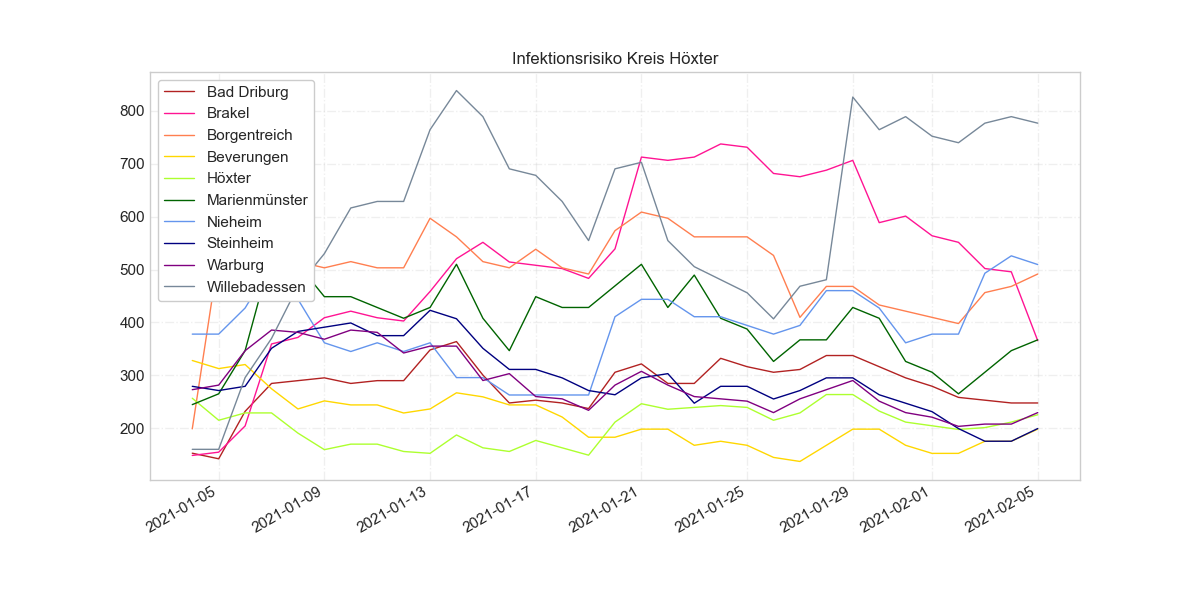 Infektionsrisiko Kreis Höxter
Bad Driburg
Brakel
Borgentreich
Beverungen
Höxter
Marienmünster
Nieheim
Steinheim
Warburg
Willebadessen
800
700
600
500
400
300
200
2021-01-05
2021-01-09
2021-01-13
2021-01-17
2021-01-21
2021-01-25
2021-01-29
2021-02-01
2021-02-05